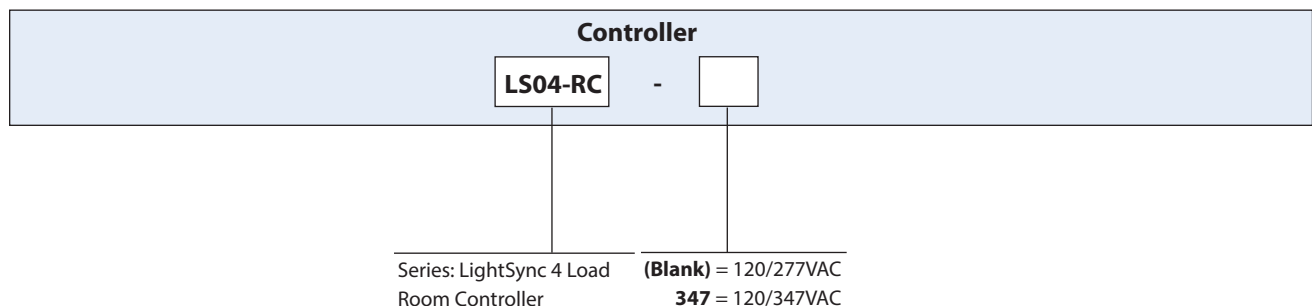 Controller
LS04-RC -
Series: LightSync 4 Load
Room Controller
(Blank) = 120/277VAC
347 = 120/347VAC